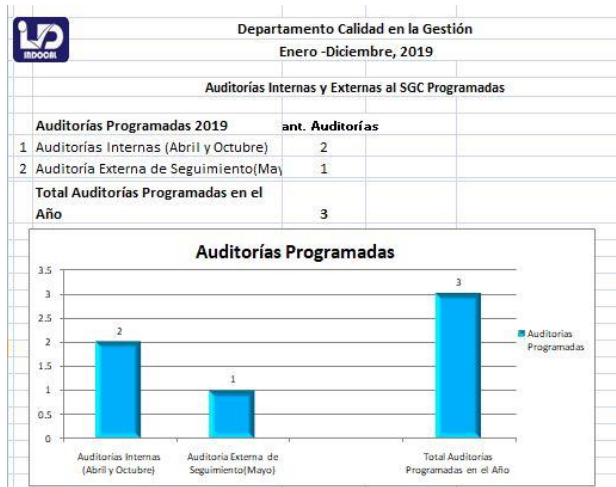 INDOCAL
Departamento Calidad en la Gestión
Enero -Diciembre, 2019
Auditorías Internas y Externas al SGC Programadas
Auditorías Programadas 2019 ant. Auditorías
1 Auditorías Internas (Abril y Octubre) 2
2 Auditoría Externa de Seguimiento(May 1
Total Auditorías Programadas en el
Año 3
Auditorías Programadas
3.5
3
2.5
2
1.5
1
0.5
0
2
1
3
Auditorías Internas
(Abril y Octubre)
Auditoría Externa de
Seguimiento(Mayo)
Total Auditorías
Programadas en el Año
Auditorías
Programadas